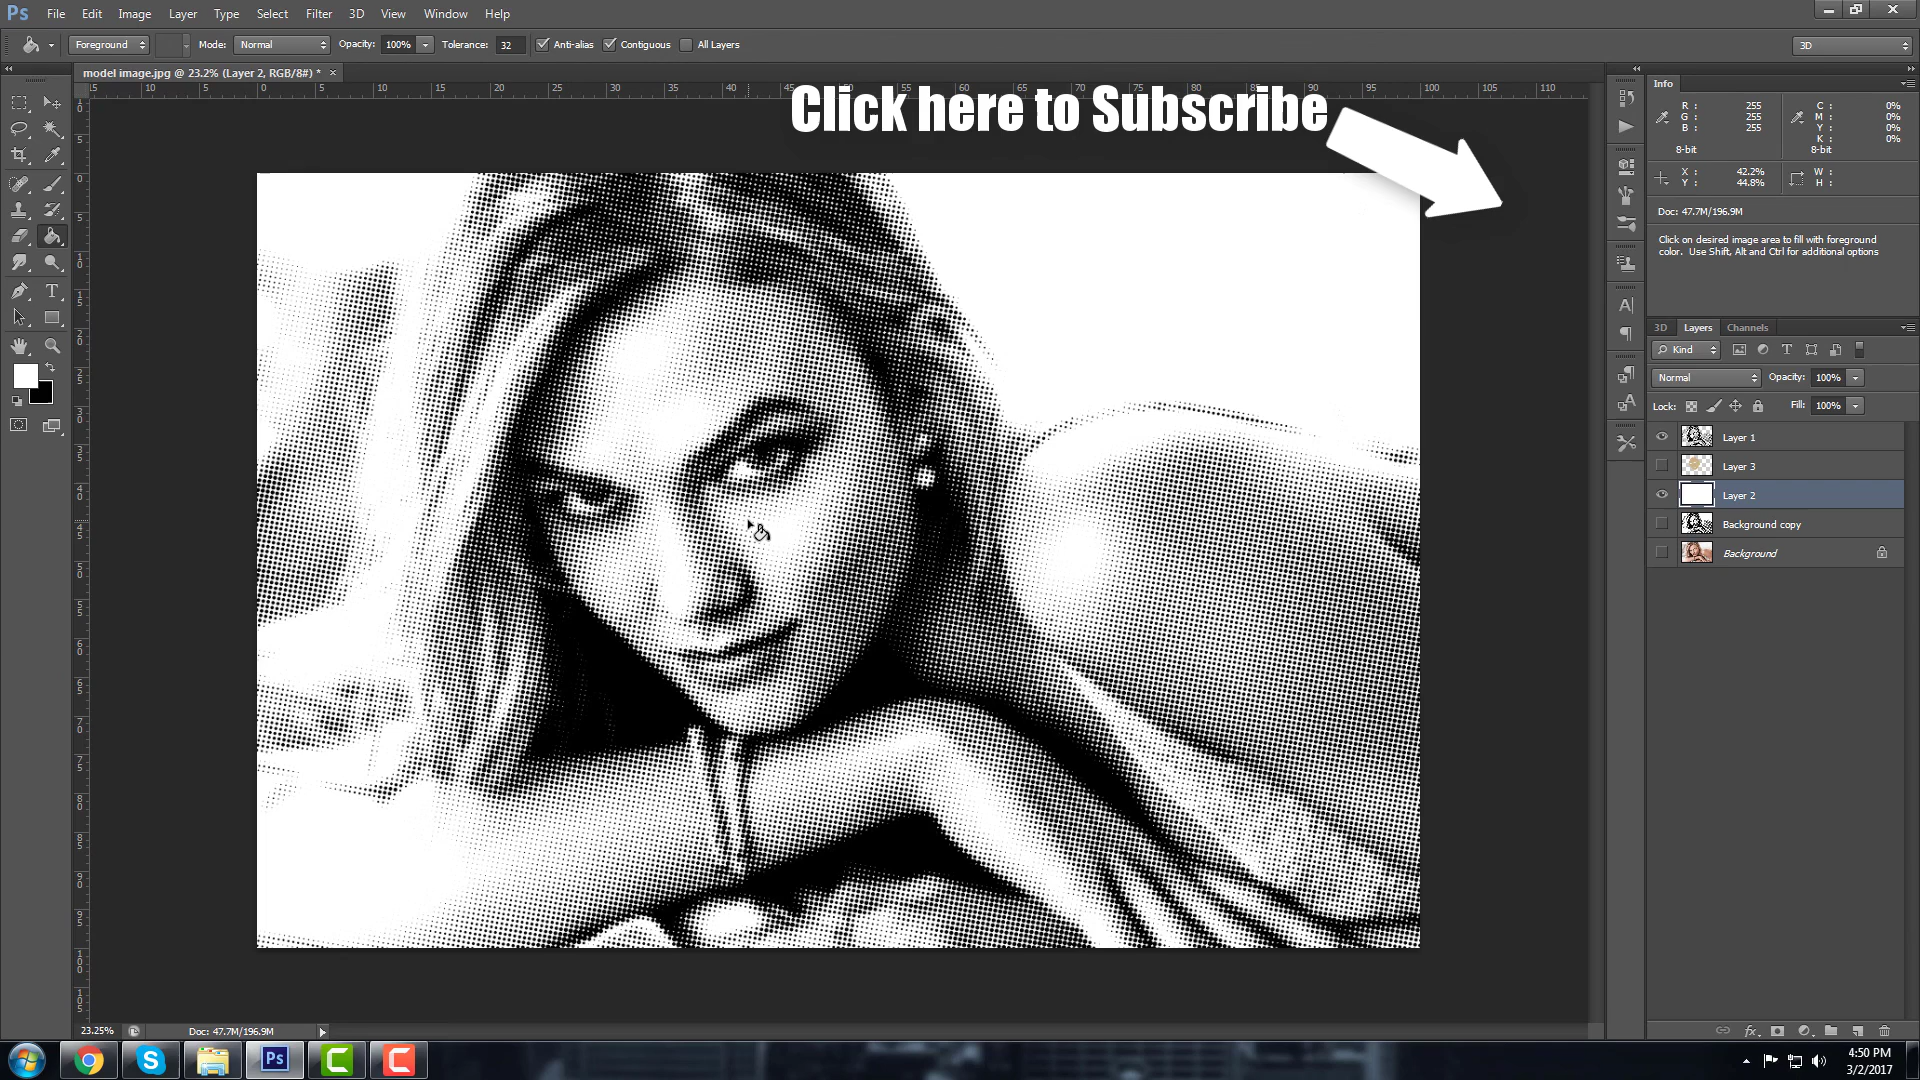 Ps File Edit Image Layer Type Select Filter 3D View Window Help
Foreground Mode: Normal Opacity: 100% Tolerance: 32 Anti-alias Contiguous All Layers 3D
model image.jpg @ 23.2% (Layer 2, RGB/8#) *
Click here to Subscribe
Info
R : 255 C : 0%
G : 255 M : 0%
B : 255 Y : 0%
K : 0%
8-bit 8-bit
X : 42.2% W :
Y : 44.8% H :
Doc: 47.7M/196.9M
Click on desired image area to fill with foreground
color. Use Shift, Alt and Ctrl for additional options
3D Layers Channels
Kind
Normal Opacity: 100%
Lock: Fill: 100%
Layer 1
Layer 3
Layer 2
Background copy
Background
23.25% Doc: 47.7M/196.9M
4:50 PM
3/2/2017